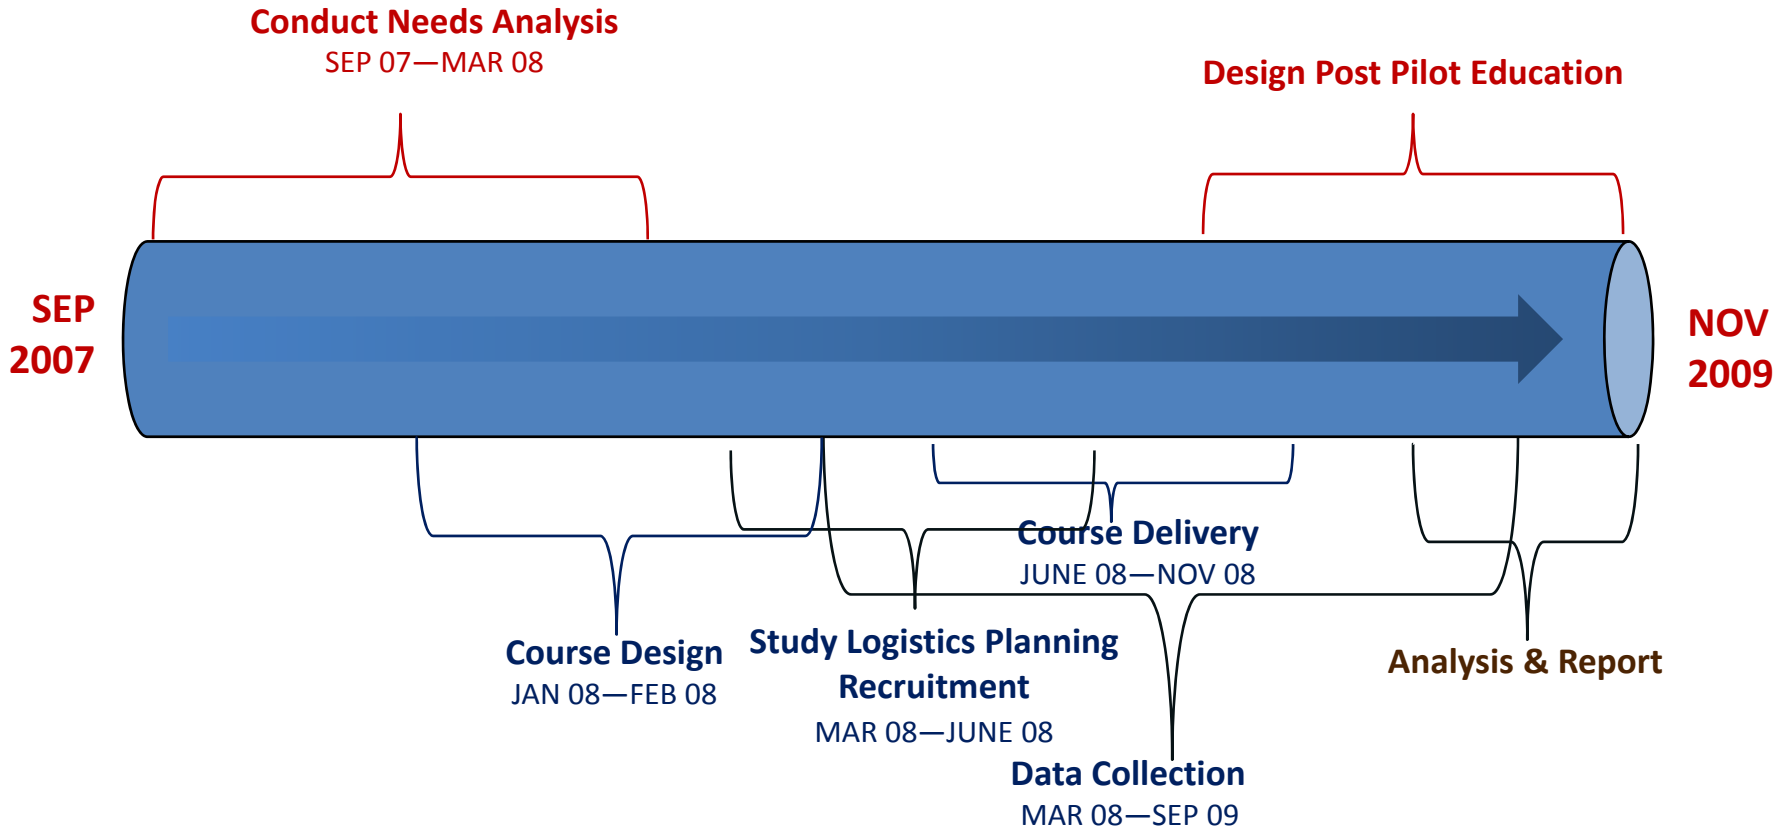 Conduct Needs Analysis
SEP 07—MAR 08
Design Post Pilot Education
SEP
2007
NOV
2009
Course Delivery
JUNE 08—NOV 08
Course Design
JAN 08—FEB 08
Study Logistics Planning
Recruitment
MAR 08—JUNE 08
Analysis & Report
Data Collection
MAR 08—SEP 09